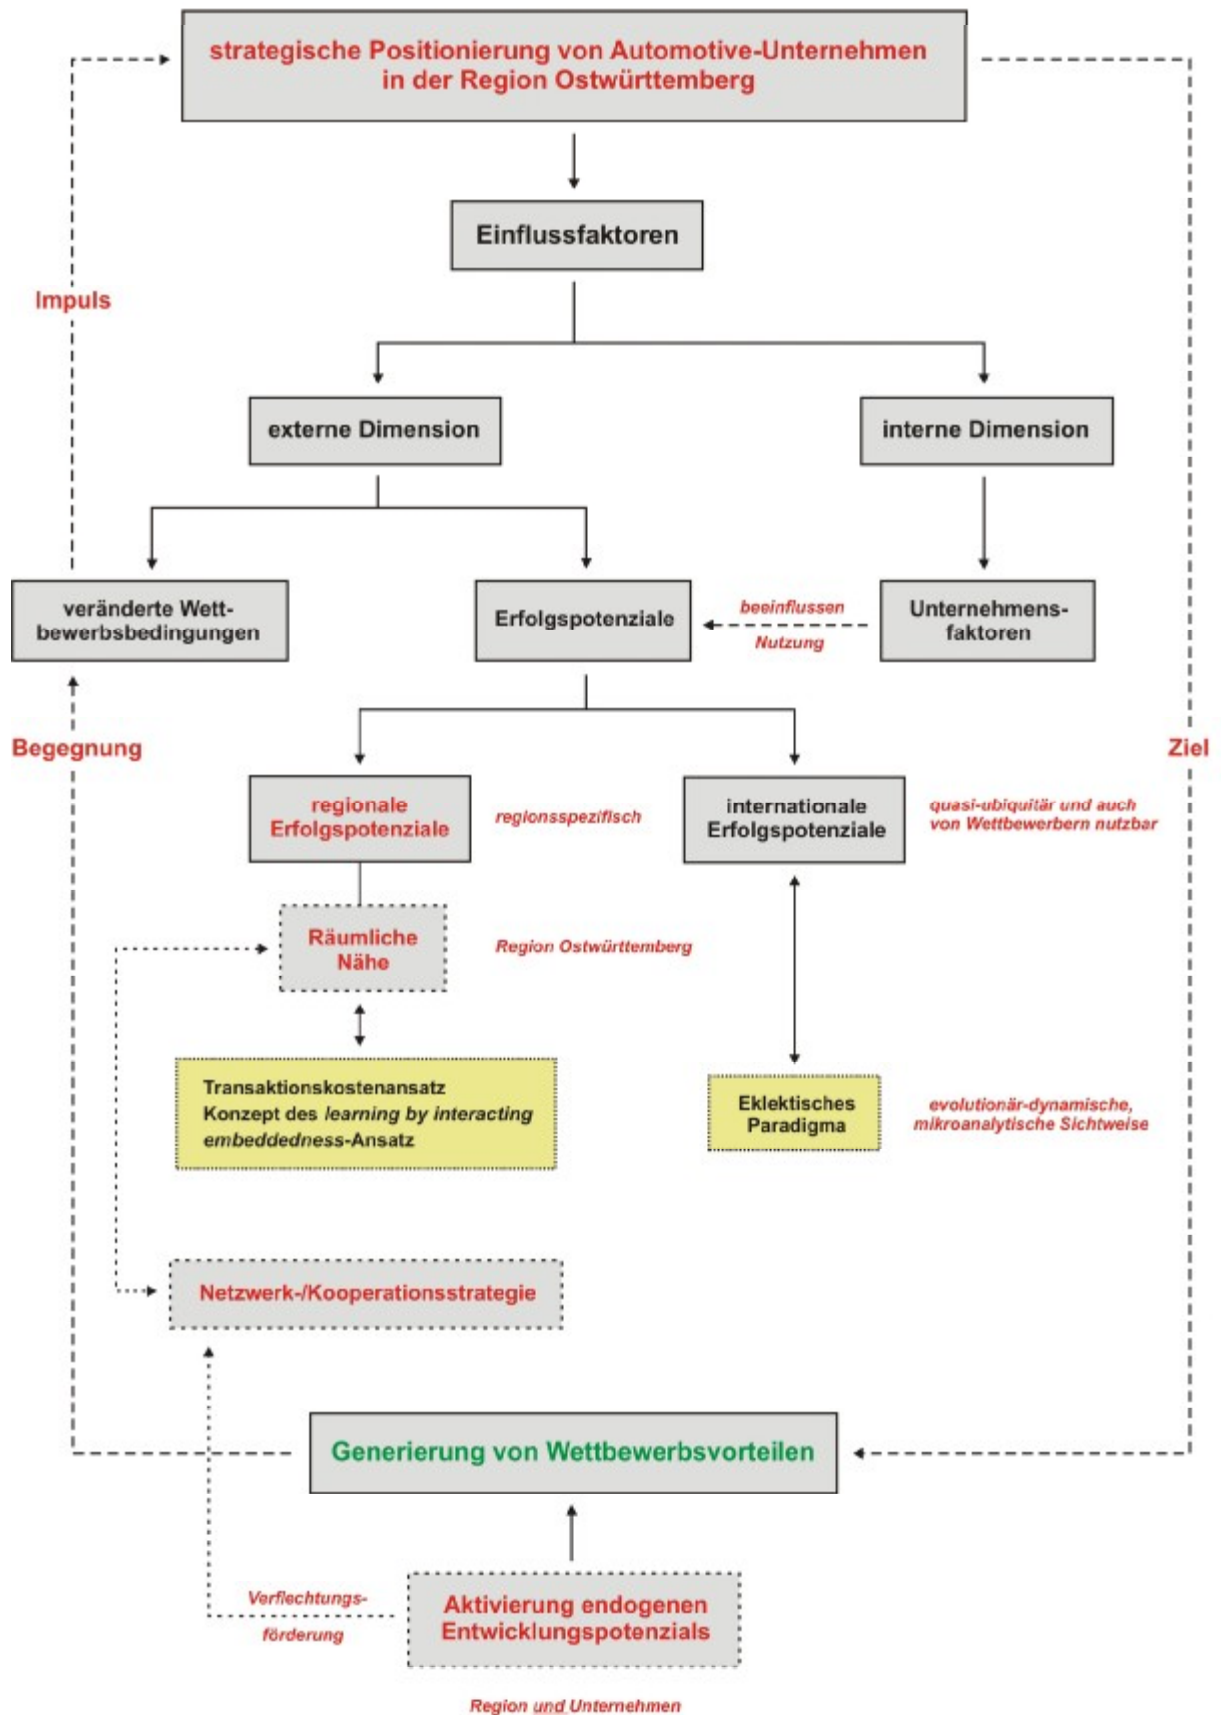 strategische Positionierung von Automotive-Unternehmen
in der Region Ostwürttemberg
Einflussfaktoren
Impuls
externe Dimension
interne Dimension
veränderte Wett-
bewerbsbedingungen
Erfolgspotenziale
beeinflussen
Nutzung
Unternehmens-
faktoren
Begegnung
Ziel
regionale
Erfolgspotenziale
regionsspezifisch
internationale
Erfolgspotenziale
quasi-ubiquitär und auch
von Wettbewerbern nutzbar
Räumliche
Nähe
Region Ostwürttemberg
Transaktionskostenansatz
Konzept des learning by interacting
embeddedness-Ansatz
Eklektisches
Paradigma
evolutionär-dynamische,
mikroanalytische Sichtweise
Netzwerk-/Kooperationsstrategie
Generierung von Wettbewerbsvorteilen
Verflechtungs-
förderung
Aktivierung endogenen
Entwicklungspotenzials
Region und Unternehmen